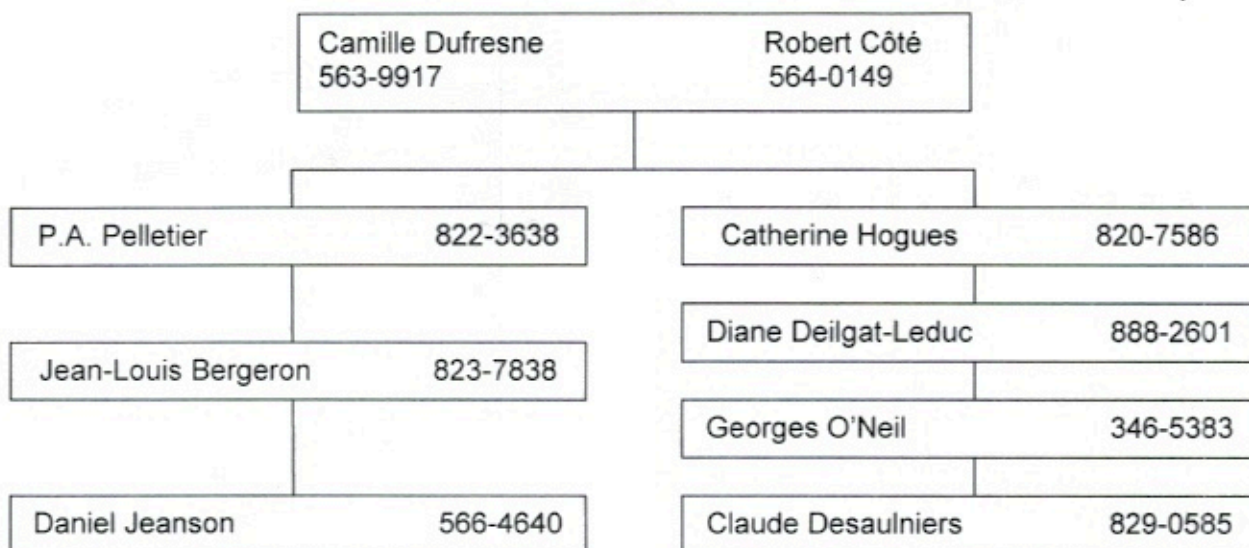 Camille Dufresne Robert Côté
563-9917 564-0149
P.A. Pelletier 822-3638
Catherine Hogues 820-7586
Diane Deilgat-Leduc 888-2601
Jean-Louis Bergeron 823-7838
Georges O'Neil 346-5383
Daniel Jeanson 566-4640
Claude Desaulniers 829-0585